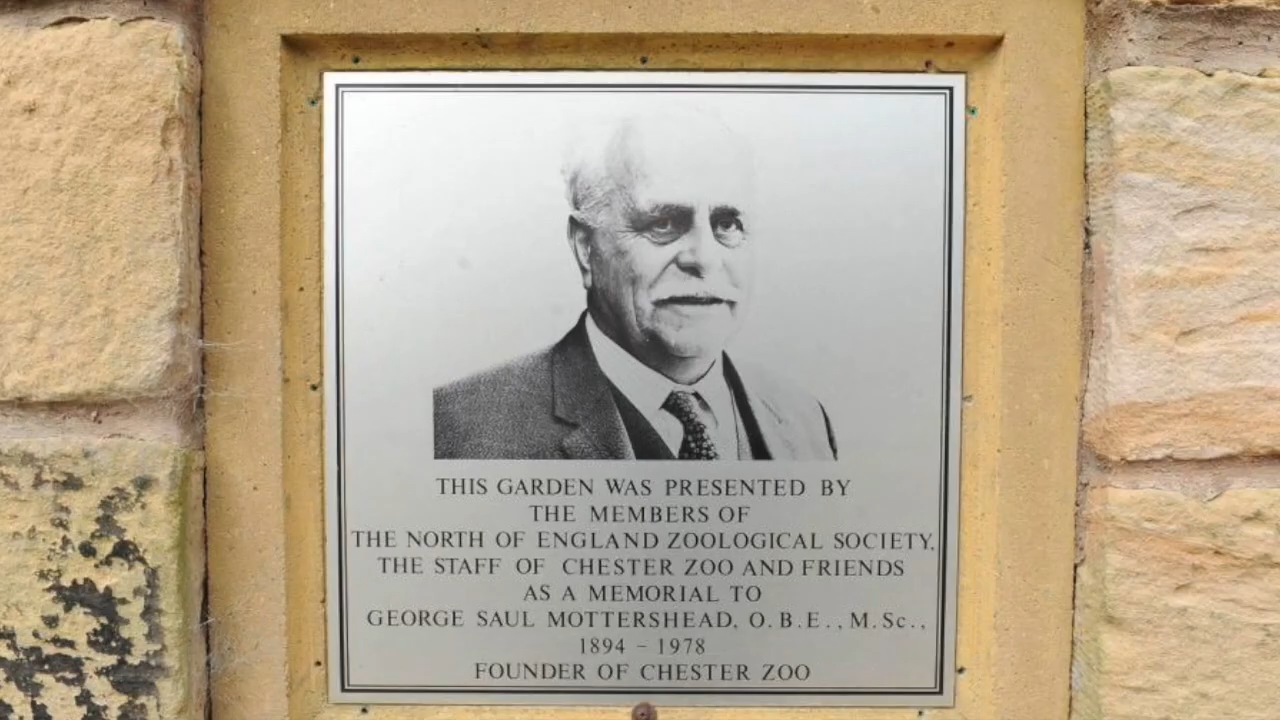 THIS GARDEN WAS PRESENTED BY
THE MEMBERS OF
THE NORTH OF ENGLAND ZOOLOGICAL SOCIETY,
THE STAFF OF CHESTER ZOO AND FRIENDS
AS A MEMORIAL TO
GEORGE SAUL MOTTERSHEAD, O.B.E., M.Sc.,
1894 - 1978
FOUNDER OF CHESTER ZOO